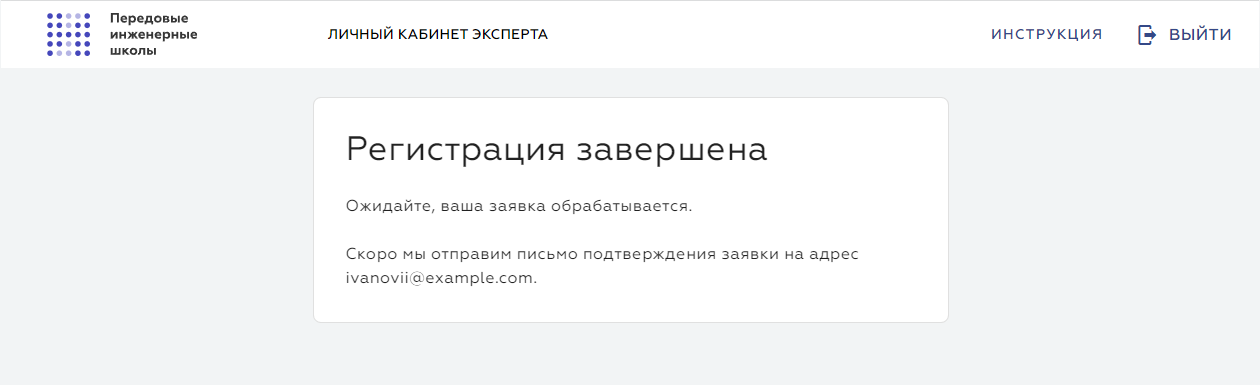 Передовые
инженерные
школы
ЛИЧНЫЙ КАБИНЕТ ЭКСПЕРТА
ИНСТРУКЦИЯ
ВЫЙТИ
Регистрация завершена
Ожидайте, ваша заявка обрабатывается.
Скоро мы отправим письмо подтверждения заявки на адрес
ivanovii@example.com.